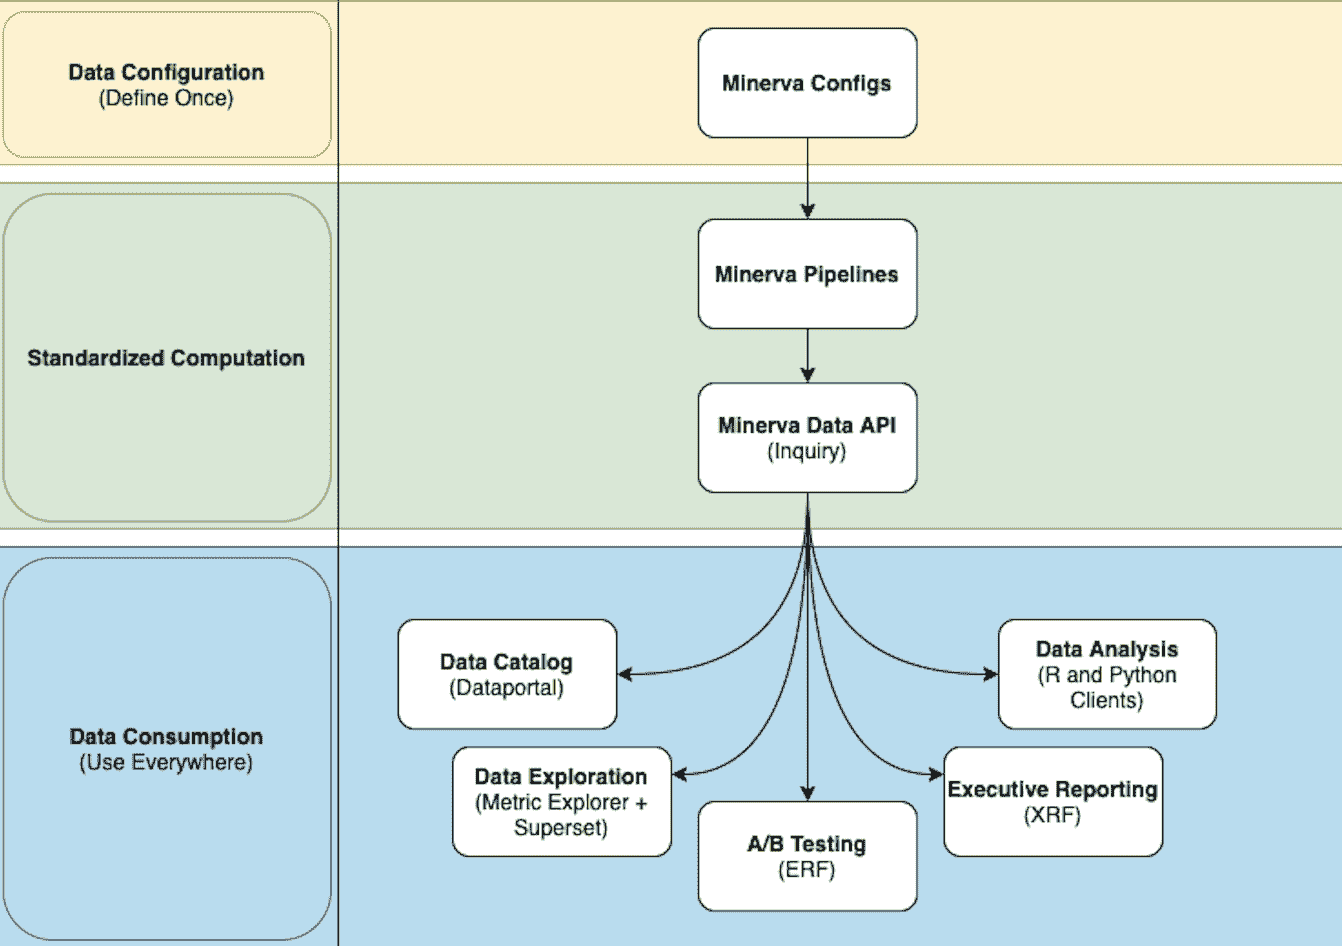 Data Configuration
(Define Once)
Minerva Configs
Standardized Computation
Minerva Pipelines
Minerva Data API
(Inquiry)
Data Consumption
(Use Everywhere)
Data Catalog
(Dataportal)
Data Exploration
(Metric Explorer +
Superset)
A/B Testing
(ERF)
Executive Reporting
(XRF)
Data Analysis
(R and Python
Clients)